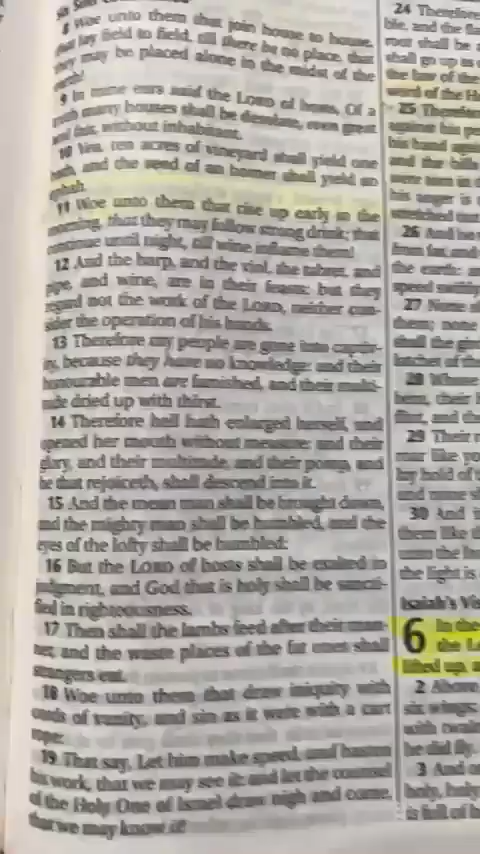 8 Woe unto them that join house to house,
that lay field to field, till there be no place, that
they may be placed alone in the midst of the
earth!
9 In mine ears said the LORD of hosts, Of a
truth many houses shall be desolate, even great
and fair, without inhabitant.
10 Yea, ten acres of vineyard shall yield one
bath, and the seed of an homer shall yield an
ephah.
11 Woe unto them that rise up early in the
morning, that they may follow strong drink; that
continue until night, till wine inflame them!
12 And the harp, and the viol, the tabret, and
pipe, and wine, are in their feasts: but they
regard not the work of the LORD, neither con-
sider the operation of his hands.
13 Therefore my people are gone into captiv-
ity, because they have no knowledge: and their
honourable men are famished, and their multi-
tude dried up with thirst.
14 Therefore hell hath enlarged herself, and
opened her mouth without measure: and their
glory, and their multitude, and their pomp, and
he that rejoiceth, shall descend into it.
15 And the mean man shall be brought down,
and the mighty man shall be humbled, and the
eyes of the lofty shall be humbled:
16 But the LORD of hosts shall be exalted in
judgment, and God that is holy shall be sancti-
fied in righteousness.
17 Then shall the lambs feed after their man-
ner, and the waste places of the fat ones shall
strangers eat.
18 Woe unto them that draw iniquity with
cords of vanity, and sin as it were with a cart
rope:
19 That say, Let him make speed, and hasten
his work, that we may see it: and let the counsel
of the Holy One of Israel draw nigh and come,
that we may know it!
24 Therefore
ble, and the
root shall be
shall go up as
the law of the
word of the
25 Therefore
against his
his hand
and the hills
were torn in
his anger is
stretched out
26 And he
from far, and
the earth:
speed swiftly
27 None
them; none
shall the
latchet of the
28 Whose
bent, their
flint, and
29 Their
roar like
lay hold of
and none
30 And in
them like
unto the
the light is
Isaiah's
6 In the
the
lifted up,
2 Above
six wings;
with twain
he did fly.
3 And
holy, holy
is full of